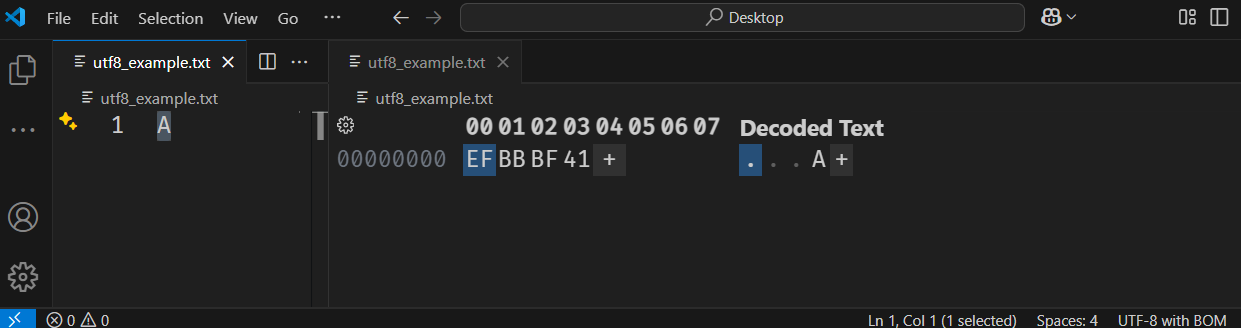 File Edit Selection View Go ··· Desktop
utf8_example.txt ··· utf8_example.txt
utf8_example.txt utf8_example.txt
1 A
00 01 02 03 04 05 06 07 Decoded Text
00000000 EF BB BF 41 + . . . A +
0 0 Ln 1, Col 1 (1 selected) Spaces: 4 UTF-8 with BOM